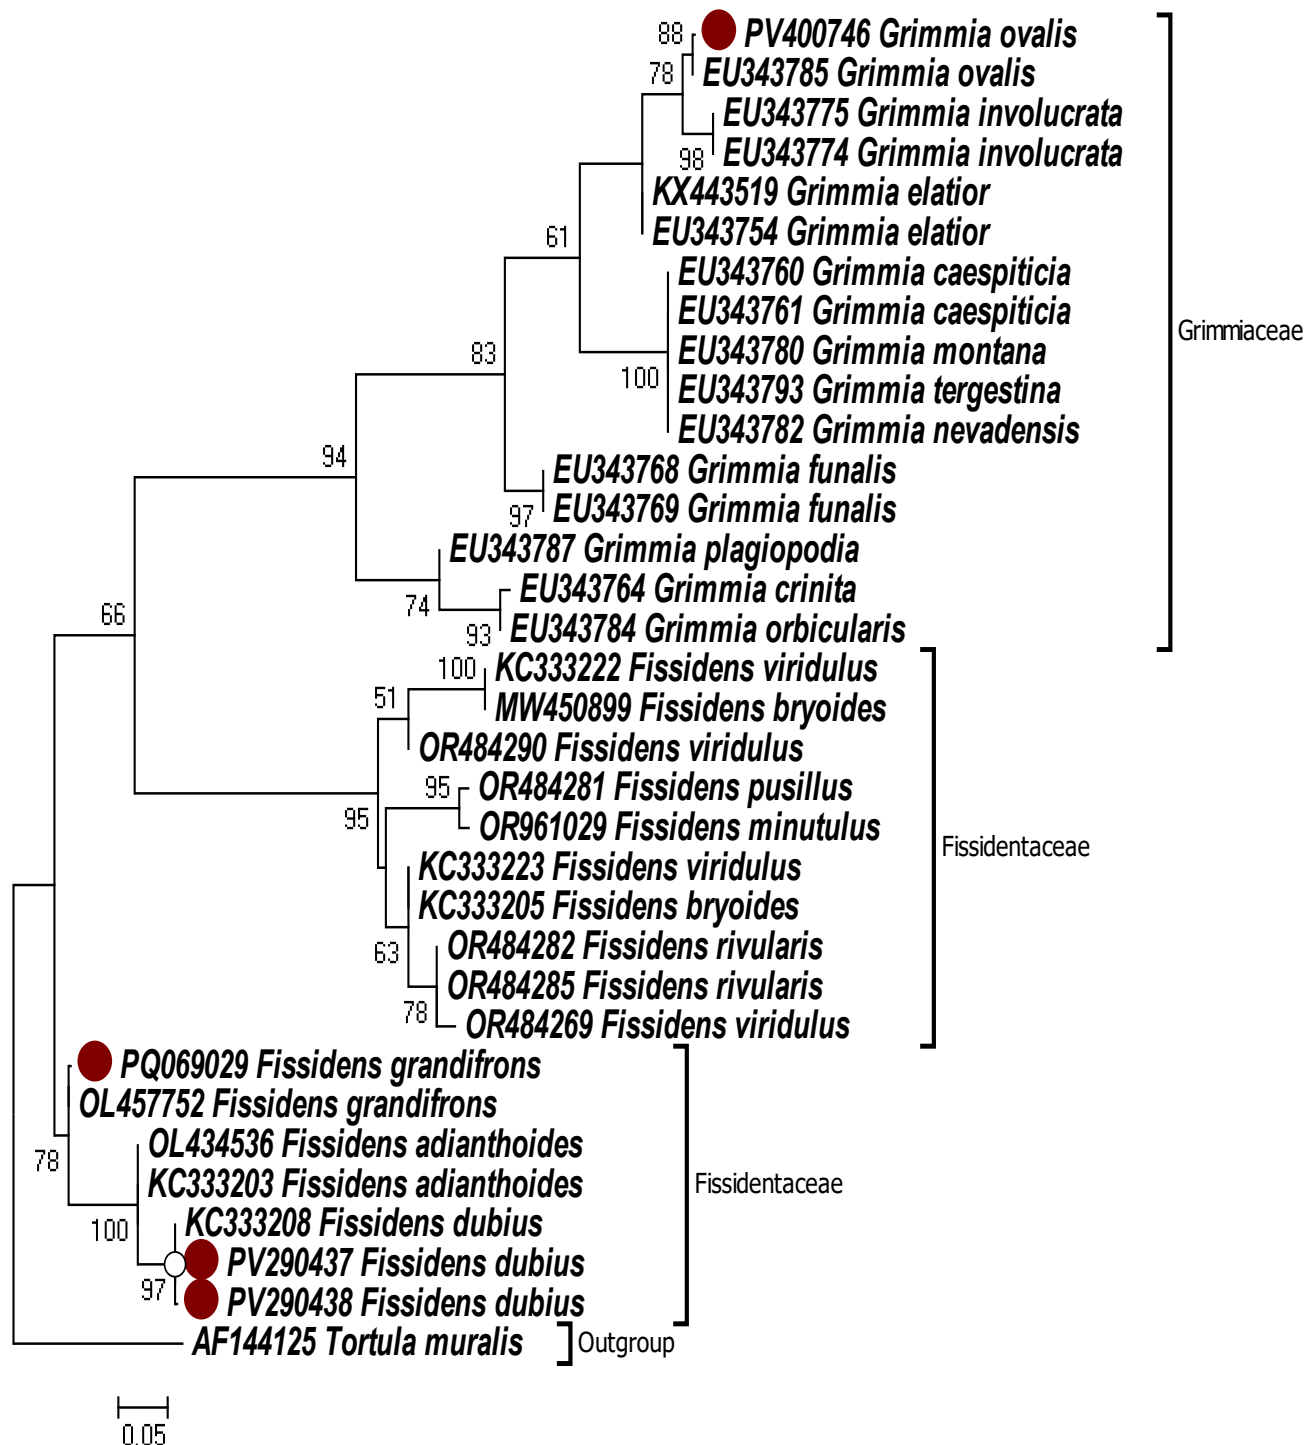 88
PV400746 Grimmia ovalis
78
EU343785 Grimmia ovalis
EU343775 Grimmia involucrata
98
EU343774 Grimmia involucrata
KX443519 Grimmia elatior
61
EU343754 Grimmia elatior
EU343760 Grimmia caespiticia
EU343761 Grimmia caespiticia
Grimmiaceae
83
EU343780 Grimmia montana
100
EU343793 Grimmia tergestina
EU343782 Grimmia nevadensis
94
EU343768 Grimmia funalis
97
EU343769 Grimmia funalis
EU343787 Grimmia plagiopodia
74
EU343764 Grimmia crinita
66
93
EU343784 Grimmia orbicularis
100
KC333222 Fissidens viridulus
51
MW450899 Fissidens bryoides
OR484290 Fissidens viridulus
95
OR484281 Fissidens pusillus
95
OR961029 Fissidens minutulus
Fissidentaceae
KC333223 Fissidens viridulus
KC333205 Fissidens bryoides
63
OR484282 Fissidens rivularis
OR484285 Fissidens rivularis
78
OR484269 Fissidens viridulus
PQ069029 Fissidens grandifrons
OL457752 Fissidens grandifrons
78
OL434536 Fissidens adianthoides
KC333203 Fissidens adianthoides
Fissidentaceae
100
KC333208 Fissidens dubius
PV290437 Fissidens dubius
97
PV290438 Fissidens dubius
AF144125 Tortula muralis
Outgroup
0.05